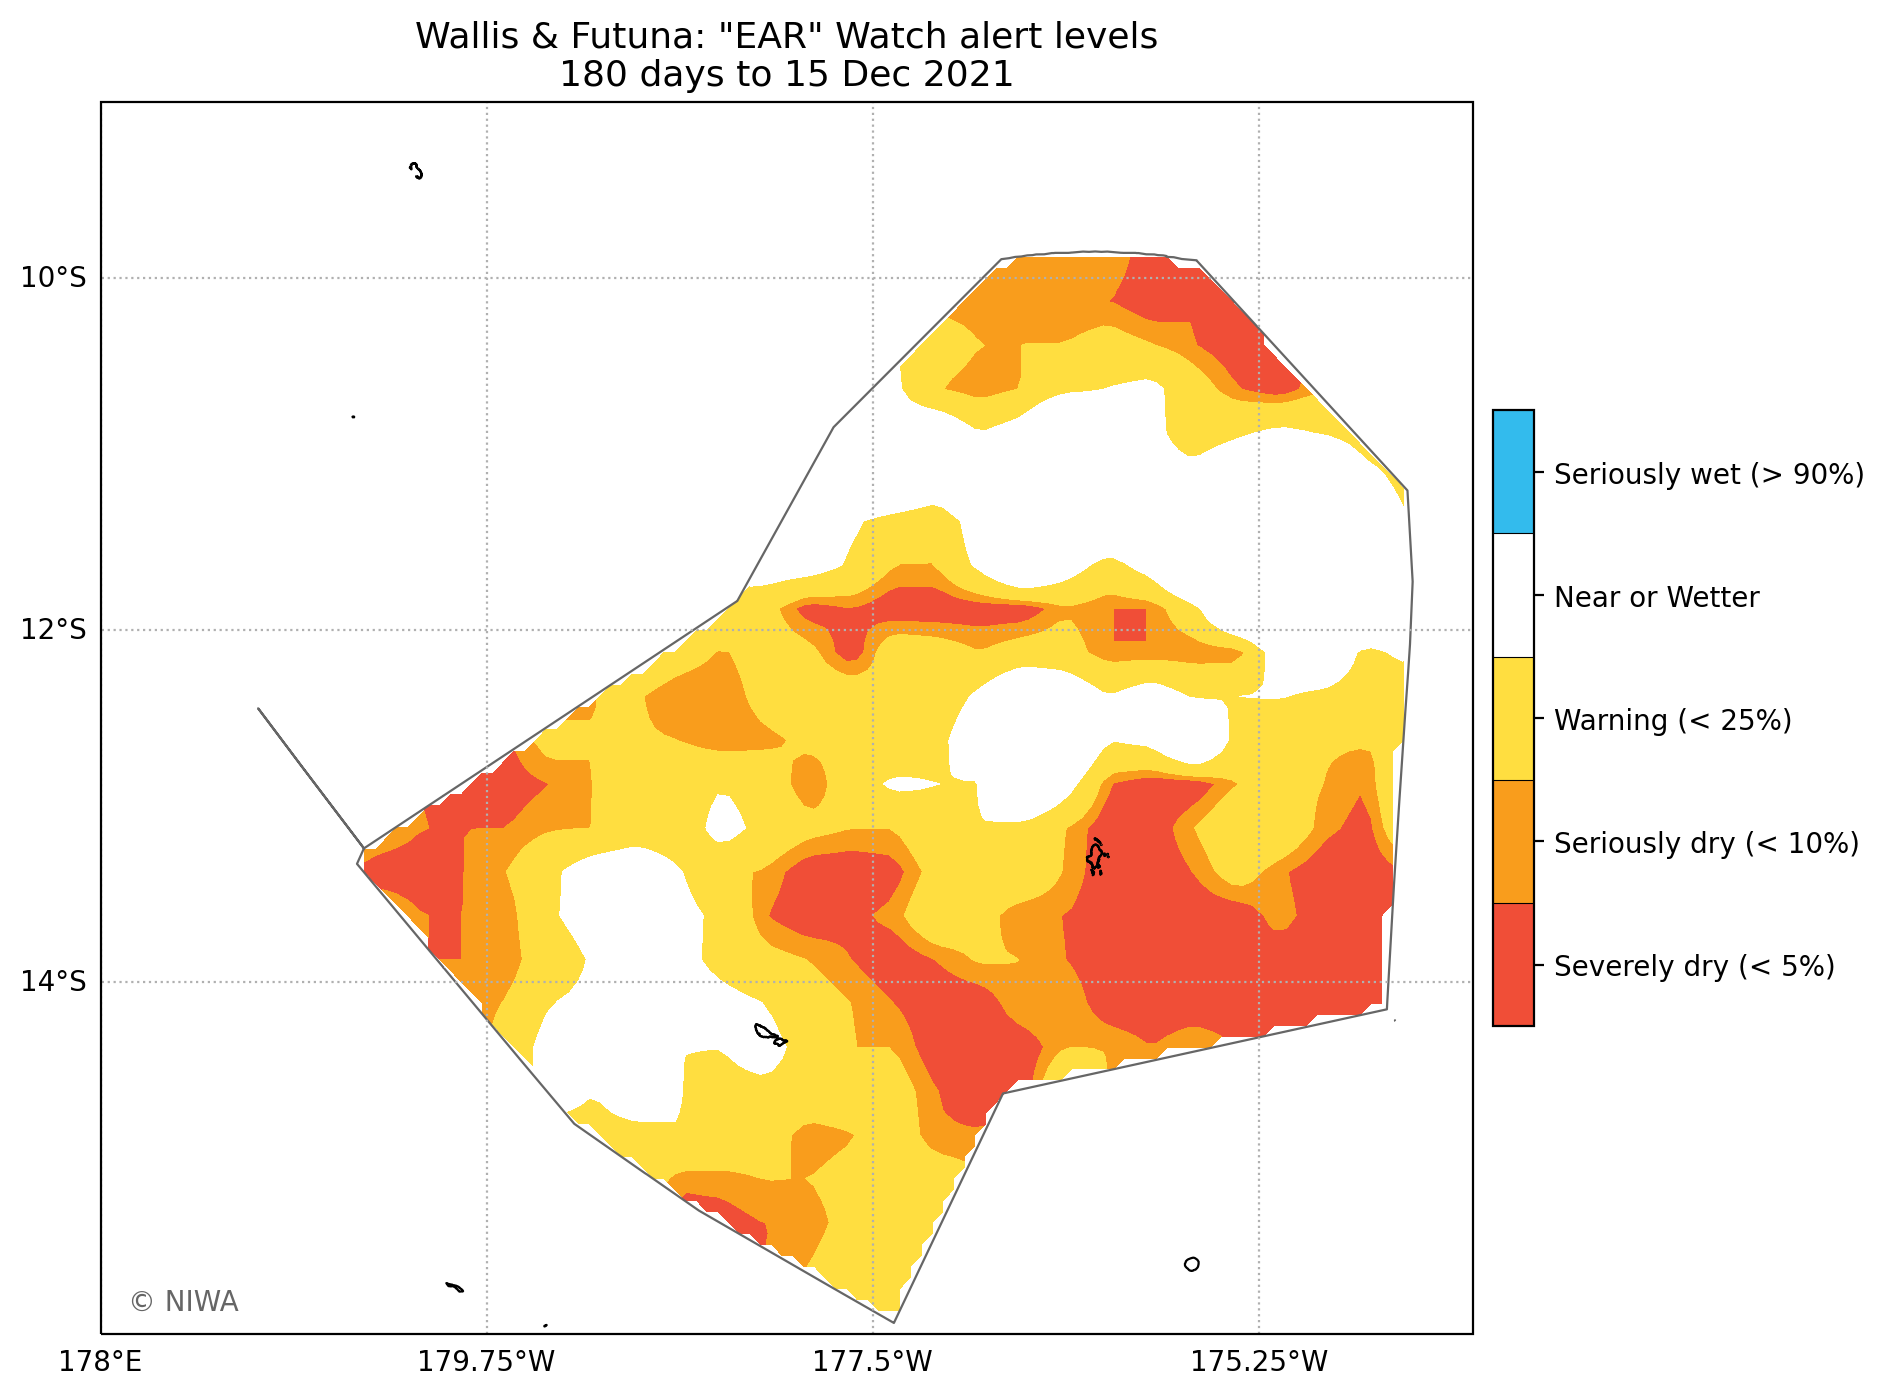 Wallis & Futuna: "EAR" Watch alert levels
180 days to 15 Dec 2021
10°S
12°S
14°S
178°E
179.75°W
177.5°W
175.25°W
Seriously wet (> 90%)
Near or Wetter
Warning (< 25%)
Seriously dry (< 10%)
Severely dry (< 5%)
© NIWA